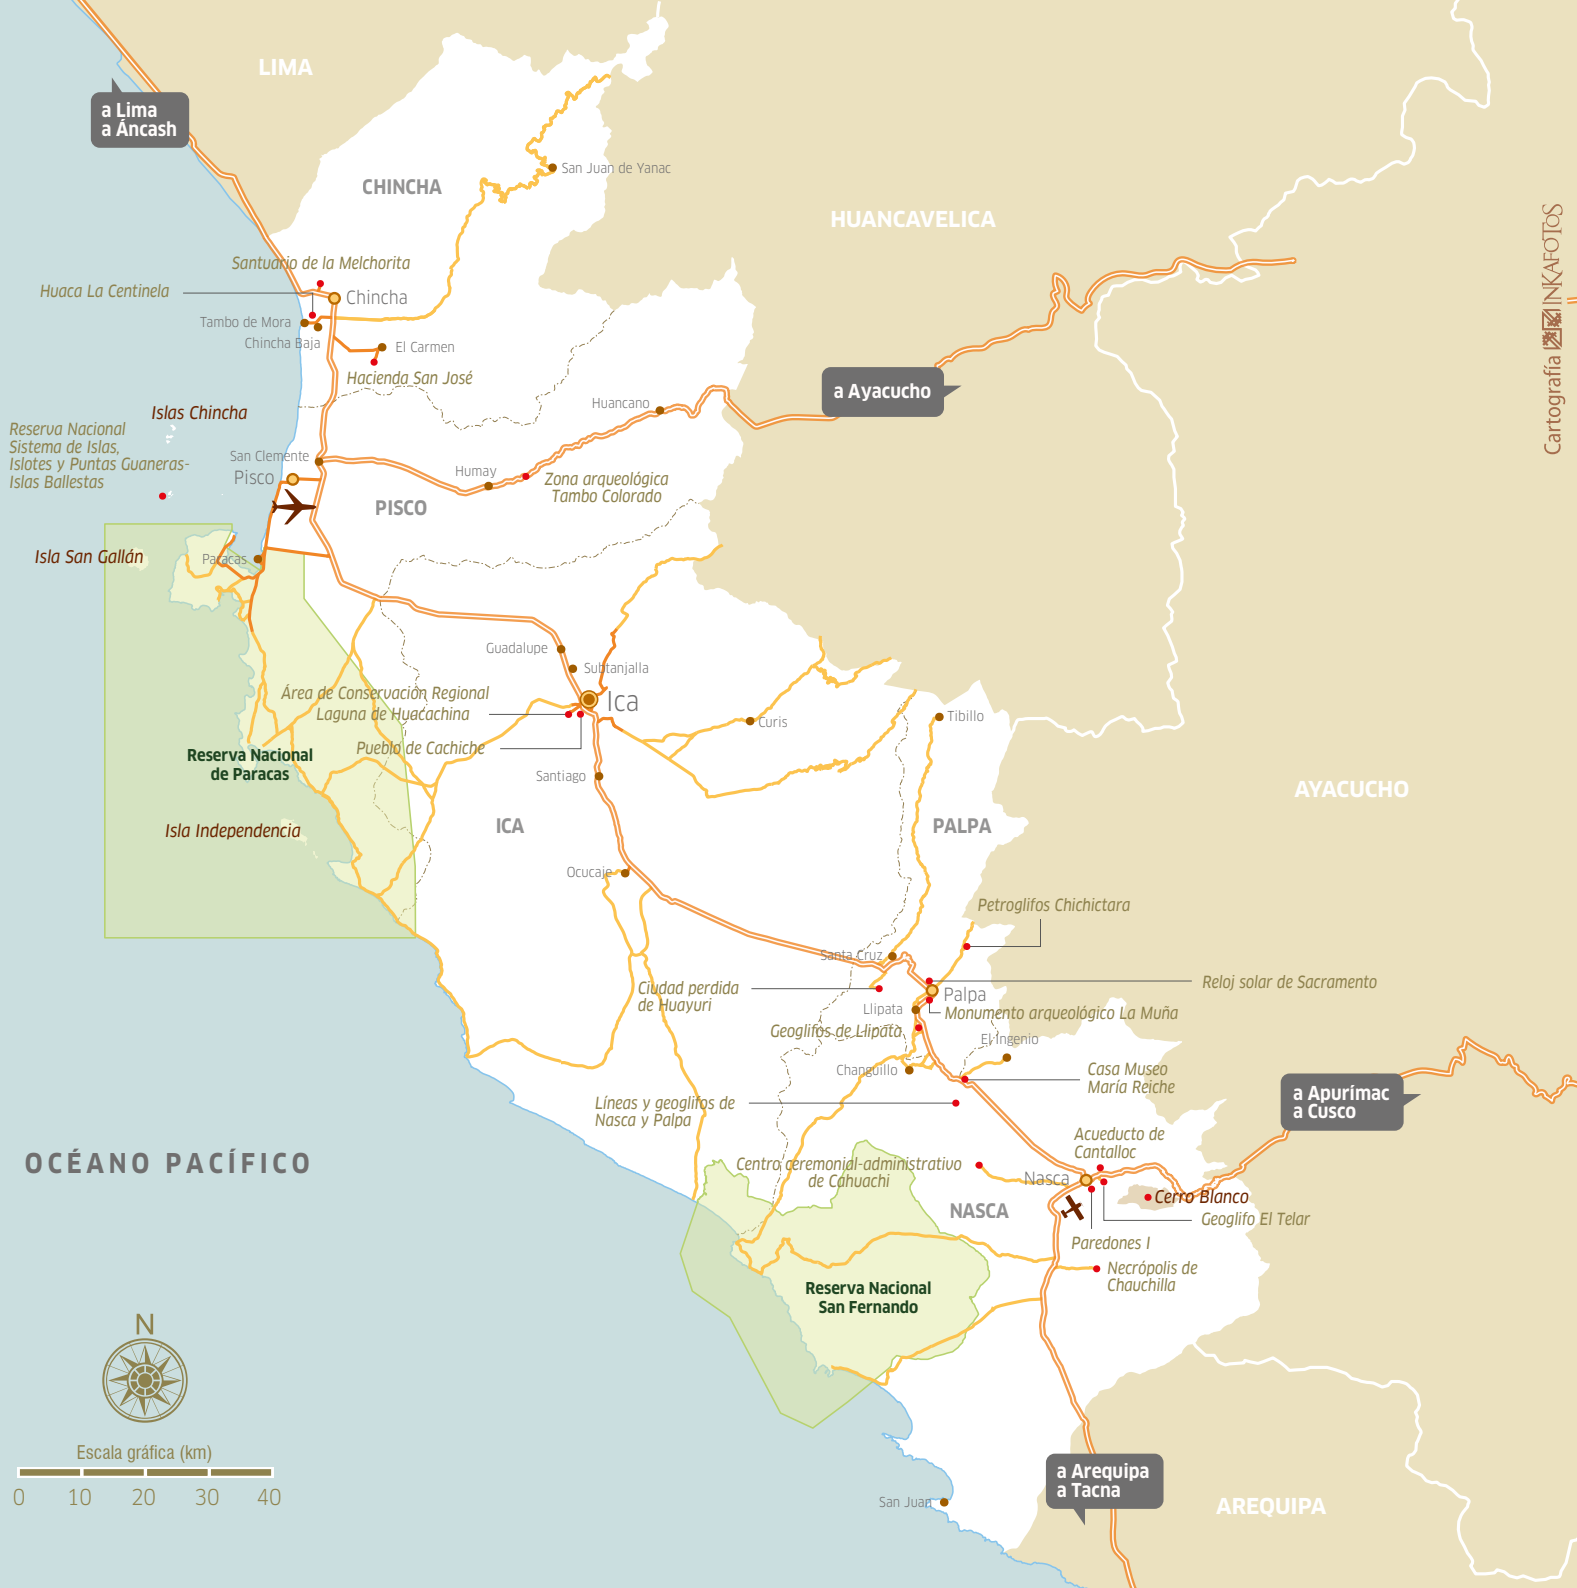 LIMA
a Lima
a Áncash
San Juan de Yanac
CHINCHA
HUANCAVELICA
Cartografía INKAFOTOS
Santuario de la Melchorita
Huaca La Centinela
Chincha
Tambo de Mora
Chincha Baja
El Carmen
Hacienda San José
a Ayacucho
Islas Chincha
Huancano
Reserva Nacional
Sistema de Islas,
Islotes y Puntas Guaneras-
Islas Ballestas
San Clemente
Pisco
Humay
Zona arqueológica
Tambo Colorado
PISCO
Isla San Gallán
Paracas
Guadalupe
Subtanjalla
Área de Conservación Regional
Laguna de Huacachina
Ica
Curis
Tibillo
Pueblo de Cachiche
Reserva Nacional
de Paracas
Santiago
AYACUCHO
Isla Independencia
ICA
PALPA
Ocucaje
Petroglifos Chichictara
Santa Cruz
Ciudad perdida
de Huayuri
Reloj solar de Sacramento
Palpa
Llipata
Monumento arqueológico La Muña
Geoglifos de Llipata
El Ingenio
Changuillo
Casa Museo
María Reiche
Líneas y geoglifos de
Nasca y Palpa
a Apurímac
a Cusco
OCÉANO PACÍFICO
Acueducto de
Cantalloc
Centro ceremonial-administrativo
de Cahuachi
Nasca
Cerro Blanco
NASCA
Geoglifo El Telar
Paredones I
Necrópolis de
Chauchilla
Reserva Nacional
San Fernando
N
Escala gráfica (km)
0 10 20 30 40
a Arequipa
a Tacna
San Juan
AREQUIPA